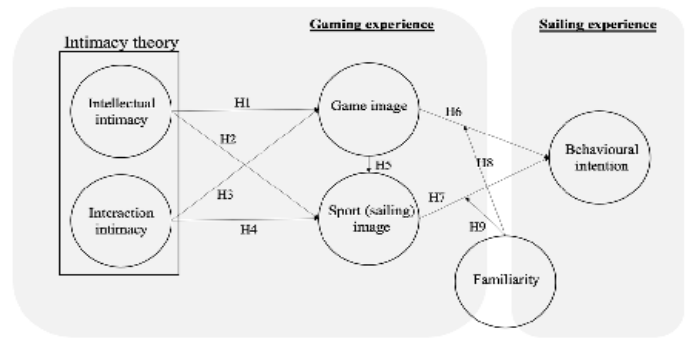 Gaming experience
Sailing experience
Intimacy theory
Intellectual
intimacy
H1
Game image
H6
H2
Behavioural
intention
H5
H8
H3
Interaction
intimacy
H4
Sport (sailing)
image
H7
H9
Familiarity